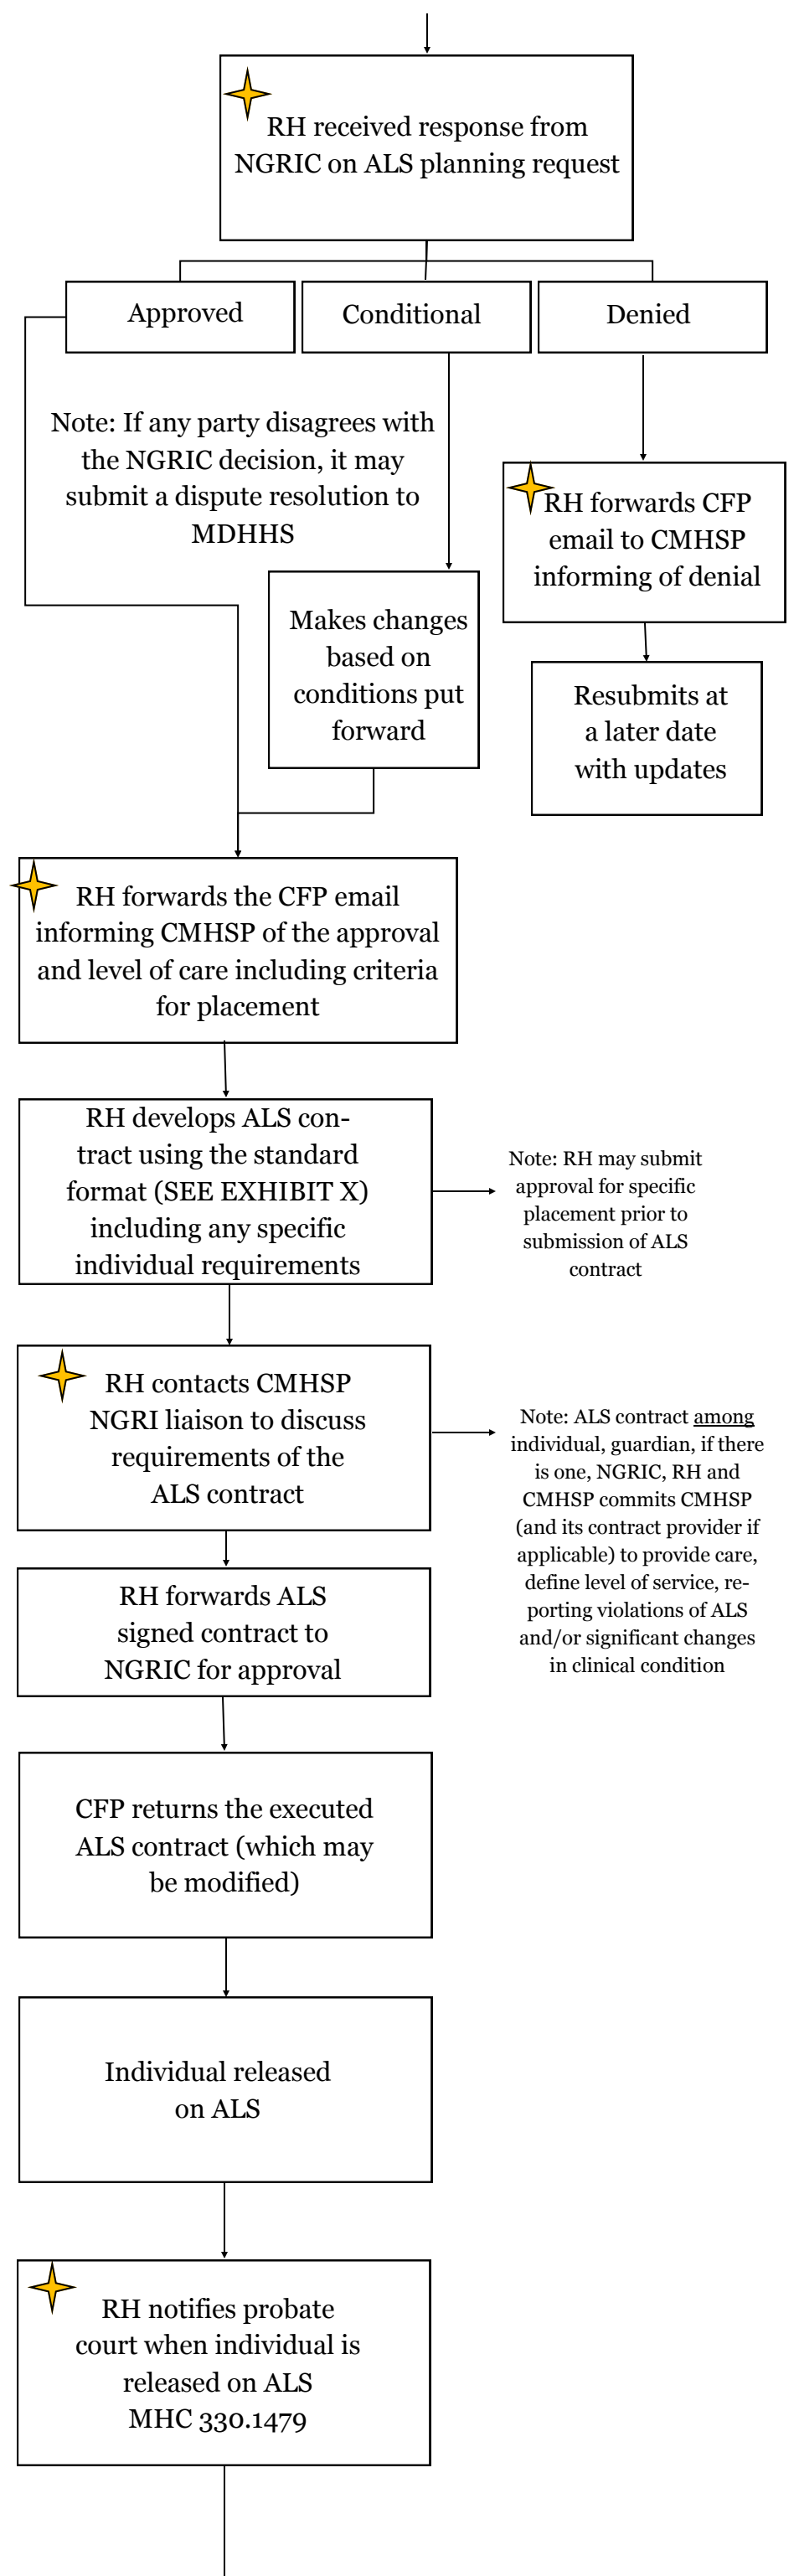 RH received response from
NGRIC on ALS planning request
Approved
Conditional
Denied
Note: If any party disagrees with
the NGRIC decision, it may
submit a dispute resolution to
MDHHS
RH forwards CFP
email to CMHSP
informing of denial
Makes changes
based on
conditions put
forward
Resubmits at
a later date
with updates
RH forwards the CFP email
informing CMHSP of the approval
and level of care including criteria
for placement
RH develops ALS con-
tract using the standard
format (SEE EXHIBIT X)
including any specific
individual requirements
Note: RH may submit
approval for specific
placement prior to
submission of ALS
contract
RH contacts CMHSP
NGRI liaison to discuss
requirements of the
ALS contract
Note: ALS contract among
individual, guardian, if there
is one, NGRIC, RH and
CMHSP commits CMHSP
(and its contract provider if
applicable) to provide care,
define level of service, re-
porting violations of ALS
and/or significant changes
in clinical condition
RH forwards ALS
signed contract to
NGRIC for approval
CFP returns the executed
ALS contract (which may
be modified)
Individual released
on ALS
RH notifies probate
court when individual is
released on ALS
MHC 330.1479